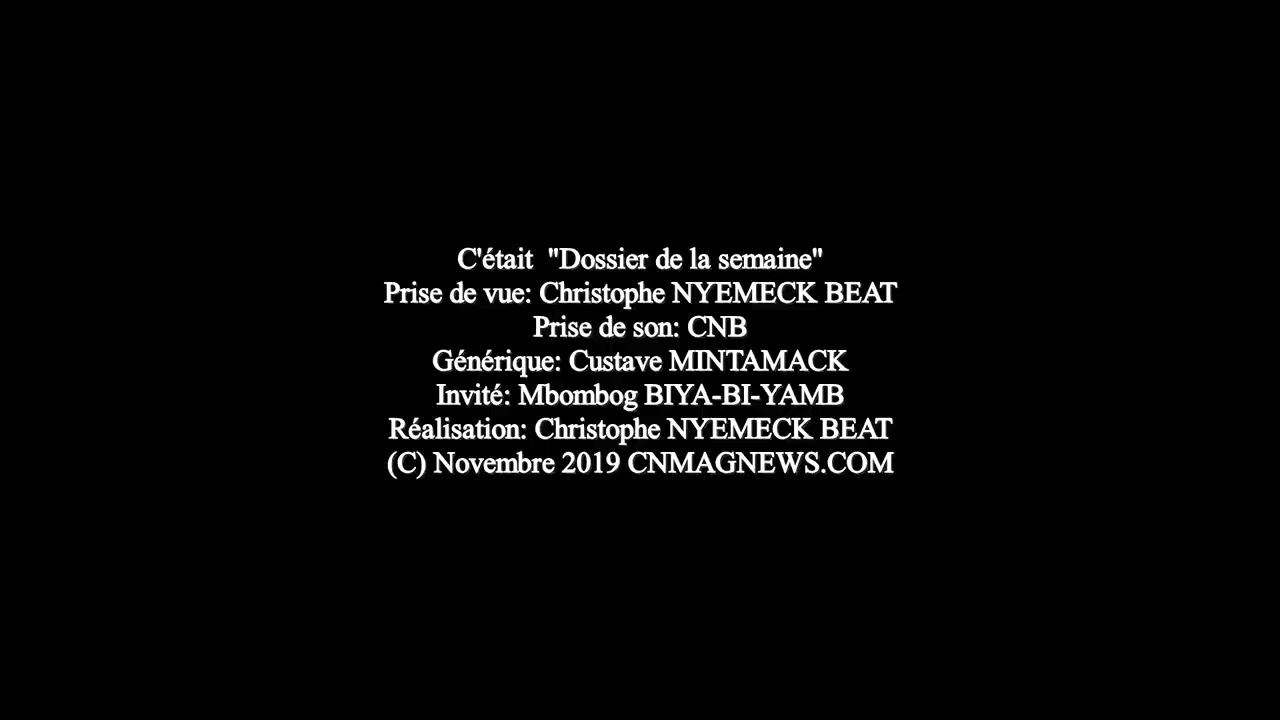 C'était  "Dossier de la semaine"
Prise de vue: Christophe NYEMECK BEAT
Prise de son: CNB
Générique: Custave MINTAMACK
Invité: Mbombog BIYA-BI-YAMB
Réalisation: Christophe NYEMECK BEAT
(C) Novembre 2019 CNMAGNEWS.COM